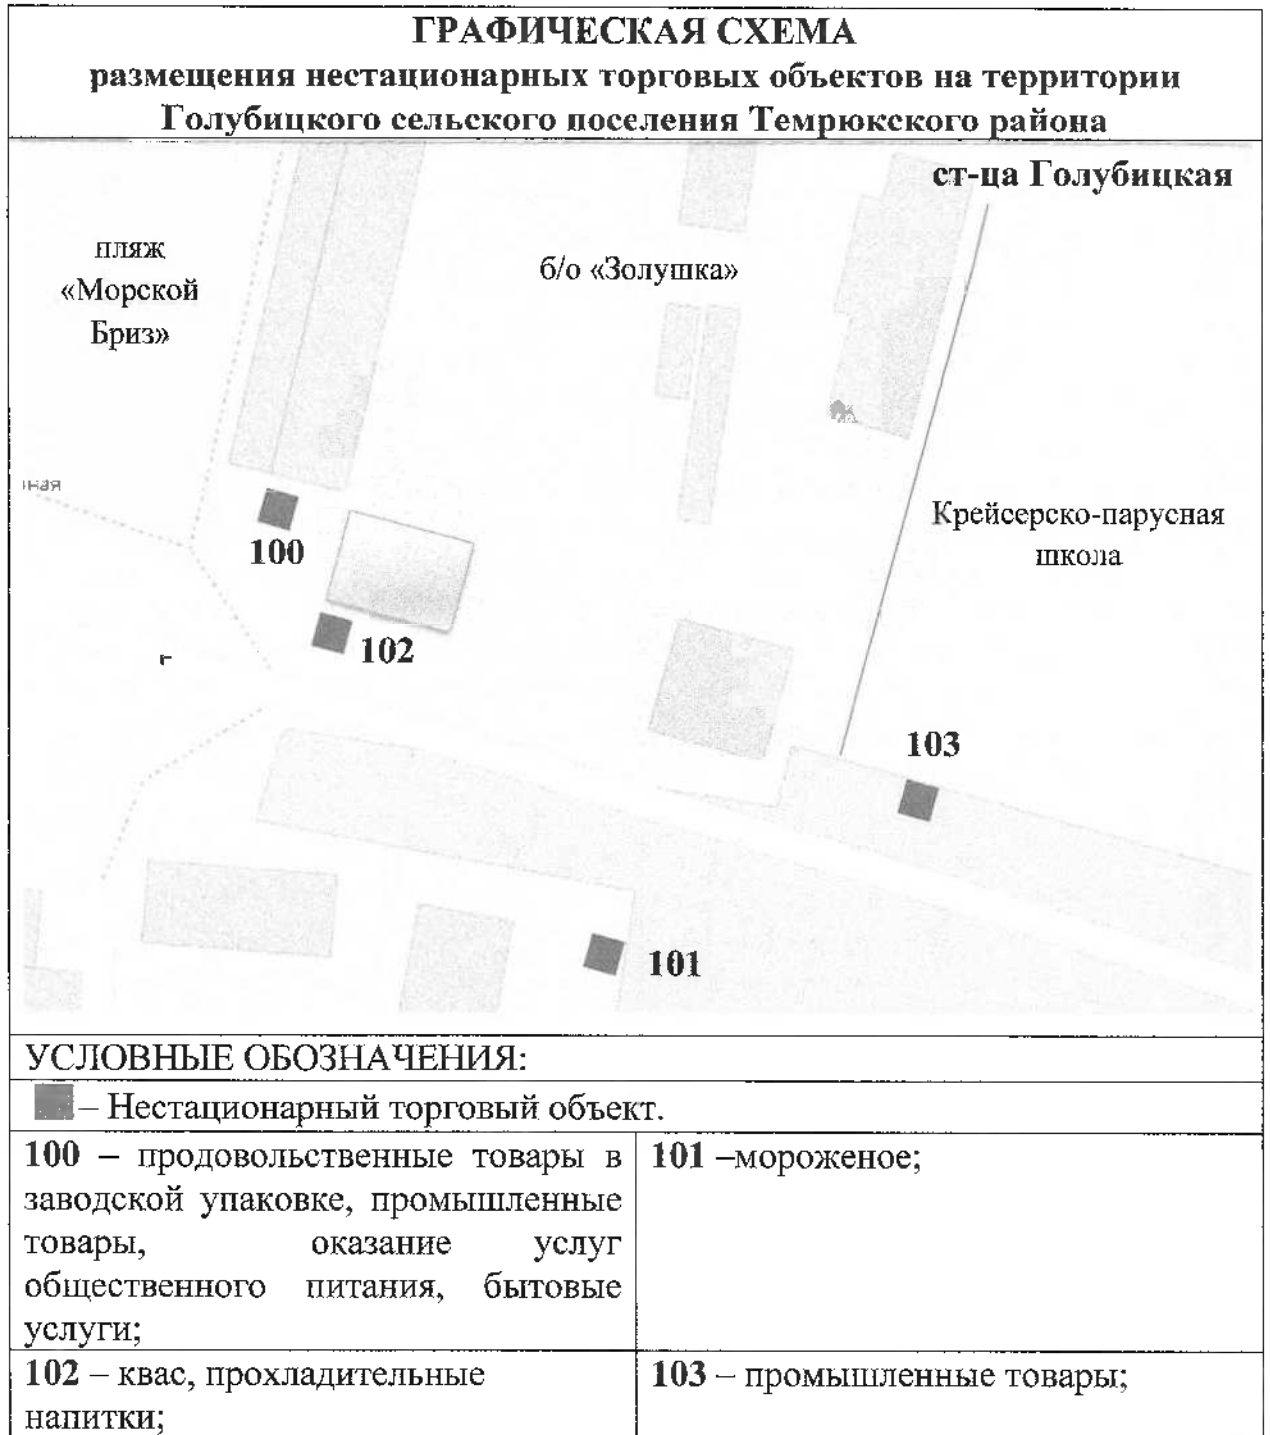 ГРАФИЧЕСКАЯ СХЕМА
размещения нестационарных торговых объектов на территории
Голубицкого сельского поселения Темрюкского района
ст-ца Голубицкая
пляж
«Морской
Бриз»
б/о «Золушка»
ная
Крейсерско-парусная
школа
100
102
103
101
УСЛОВНЫЕ ОБОЗНАЧЕНИЯ:
– Нестационарный торговый объект.
100 – продовольственные товары в
заводской упаковке, промышленные
товары, оказание услуг
общественного питания, бытовые
услуги;
101 –мороженое;
102 – квас, прохладительные
напитки;
103 – промышленные товары;